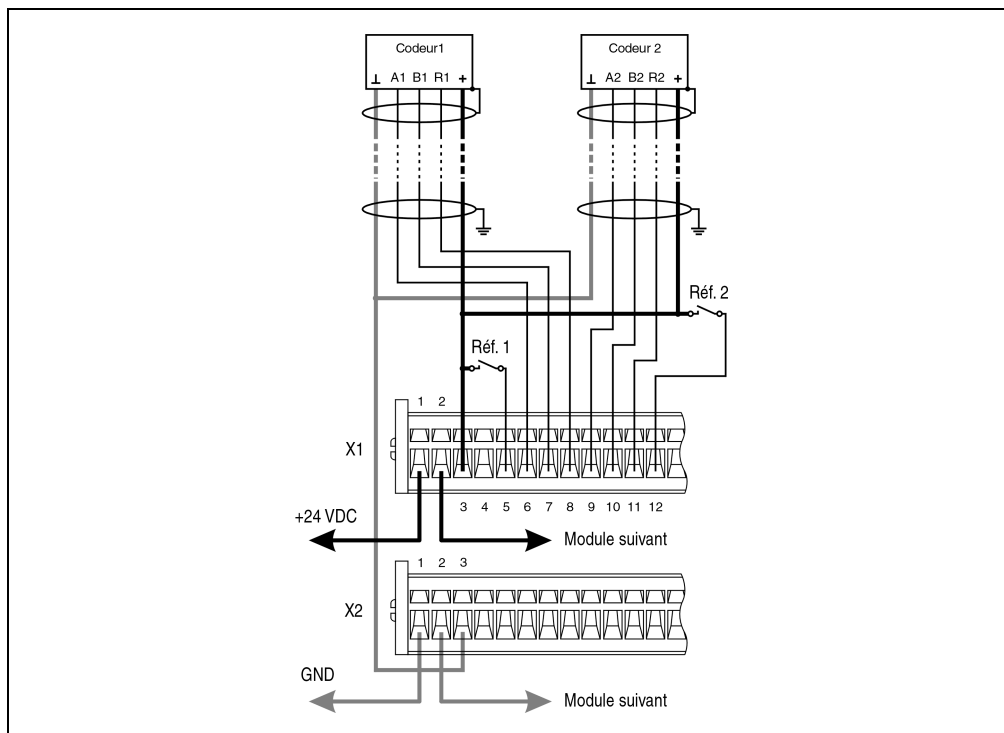 Codeur1
⊥ A1 B1 R1 +
Codeur 2
⊥ A2 B2 R2 +
Réf. 2
Réf. 1
1 2
X1
3 4 5 6 7 8 9 10 11 12
+24 VDC
Module suivant
1 2 3
X2
GND
Module suivant